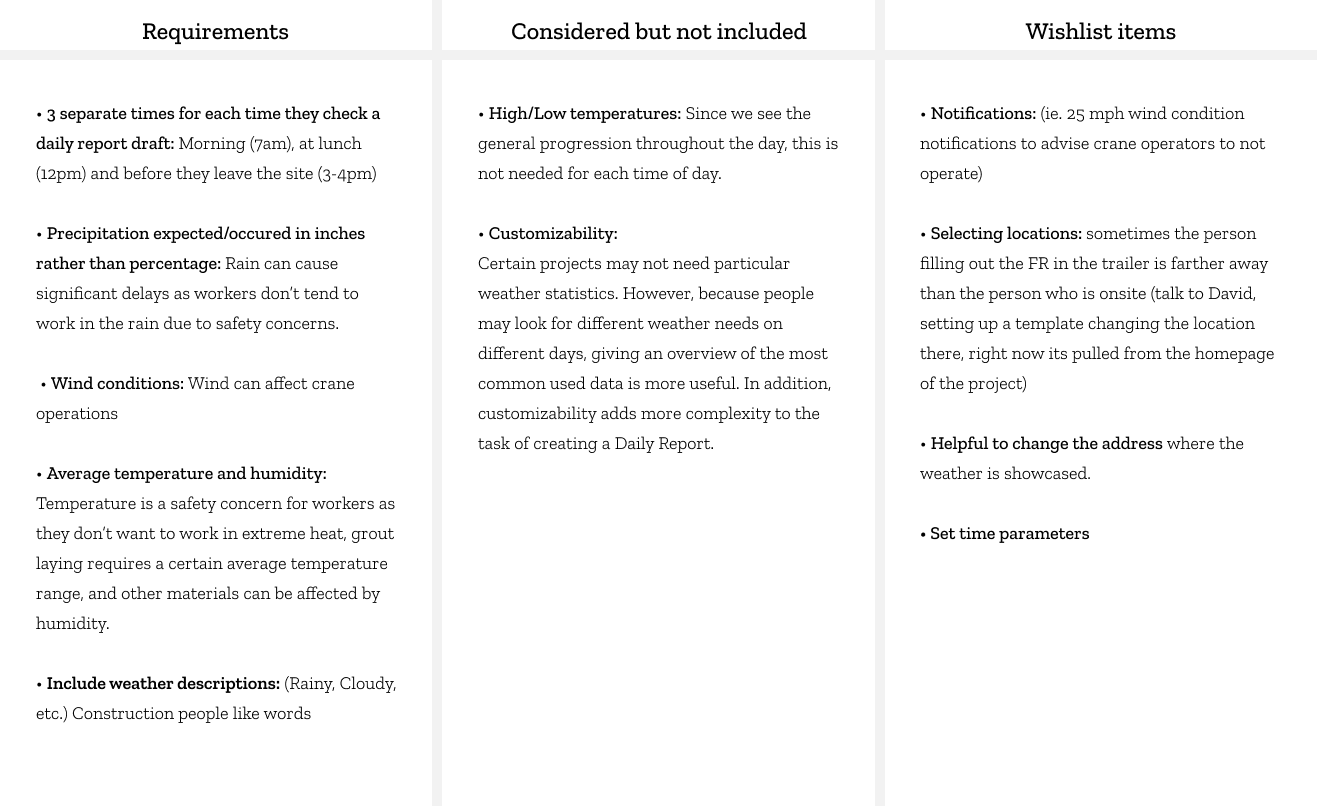 Requirements
• 3 separate times for each time they check a
daily report draft: Morning (7am), at lunch
(12pm) and before they leave the site (3-4pm)
• Precipitation expected/occured in inches
rather than percentage: Rain can cause
significant delays as workers don't tend to
work in the rain due to safety concerns.
• Wind conditions: Wind can affect crane
operations
• Average temperature and humidity:
Temperature is a safety concern for workers as
they don't want to work in extreme heat, grout
laying requires a certain average temperature
range, and other materials can be affected by
humidity.
• Include weather descriptions: (Rainy, Cloudy,
etc.) Construction people like words
Considered but not included
• High/Low temperatures: Since we see the
general progression throughout the day, this is
not needed for each time of day.
• Customizability:
Certain projects may not need particular
weather statistics. However, because people
may look for different weather needs on
different days, giving an overview of the most
common used data is more useful. In addition,
customizability adds more complexity to the
task of creating a Daily Report.
Wishlist items
• Notifications: (ie. 25 mph wind condition
notifications to advise crane operators to not
operate)
• Selecting locations: sometimes the person
filling out the FR in the trailer is farther away
than the person who is onsite (talk to David,
setting up a template changing the location
there, right now its pulled from the homepage
of the project)
• Helpful to change the address where the
weather is showcased.
• Set time parameters